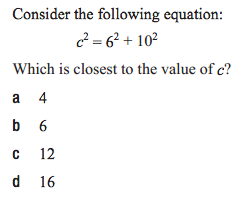 Consider the following equation:
c² = 6² + 10²
Which is closest to the value of c?
a 4
b 6
c 12
d 16